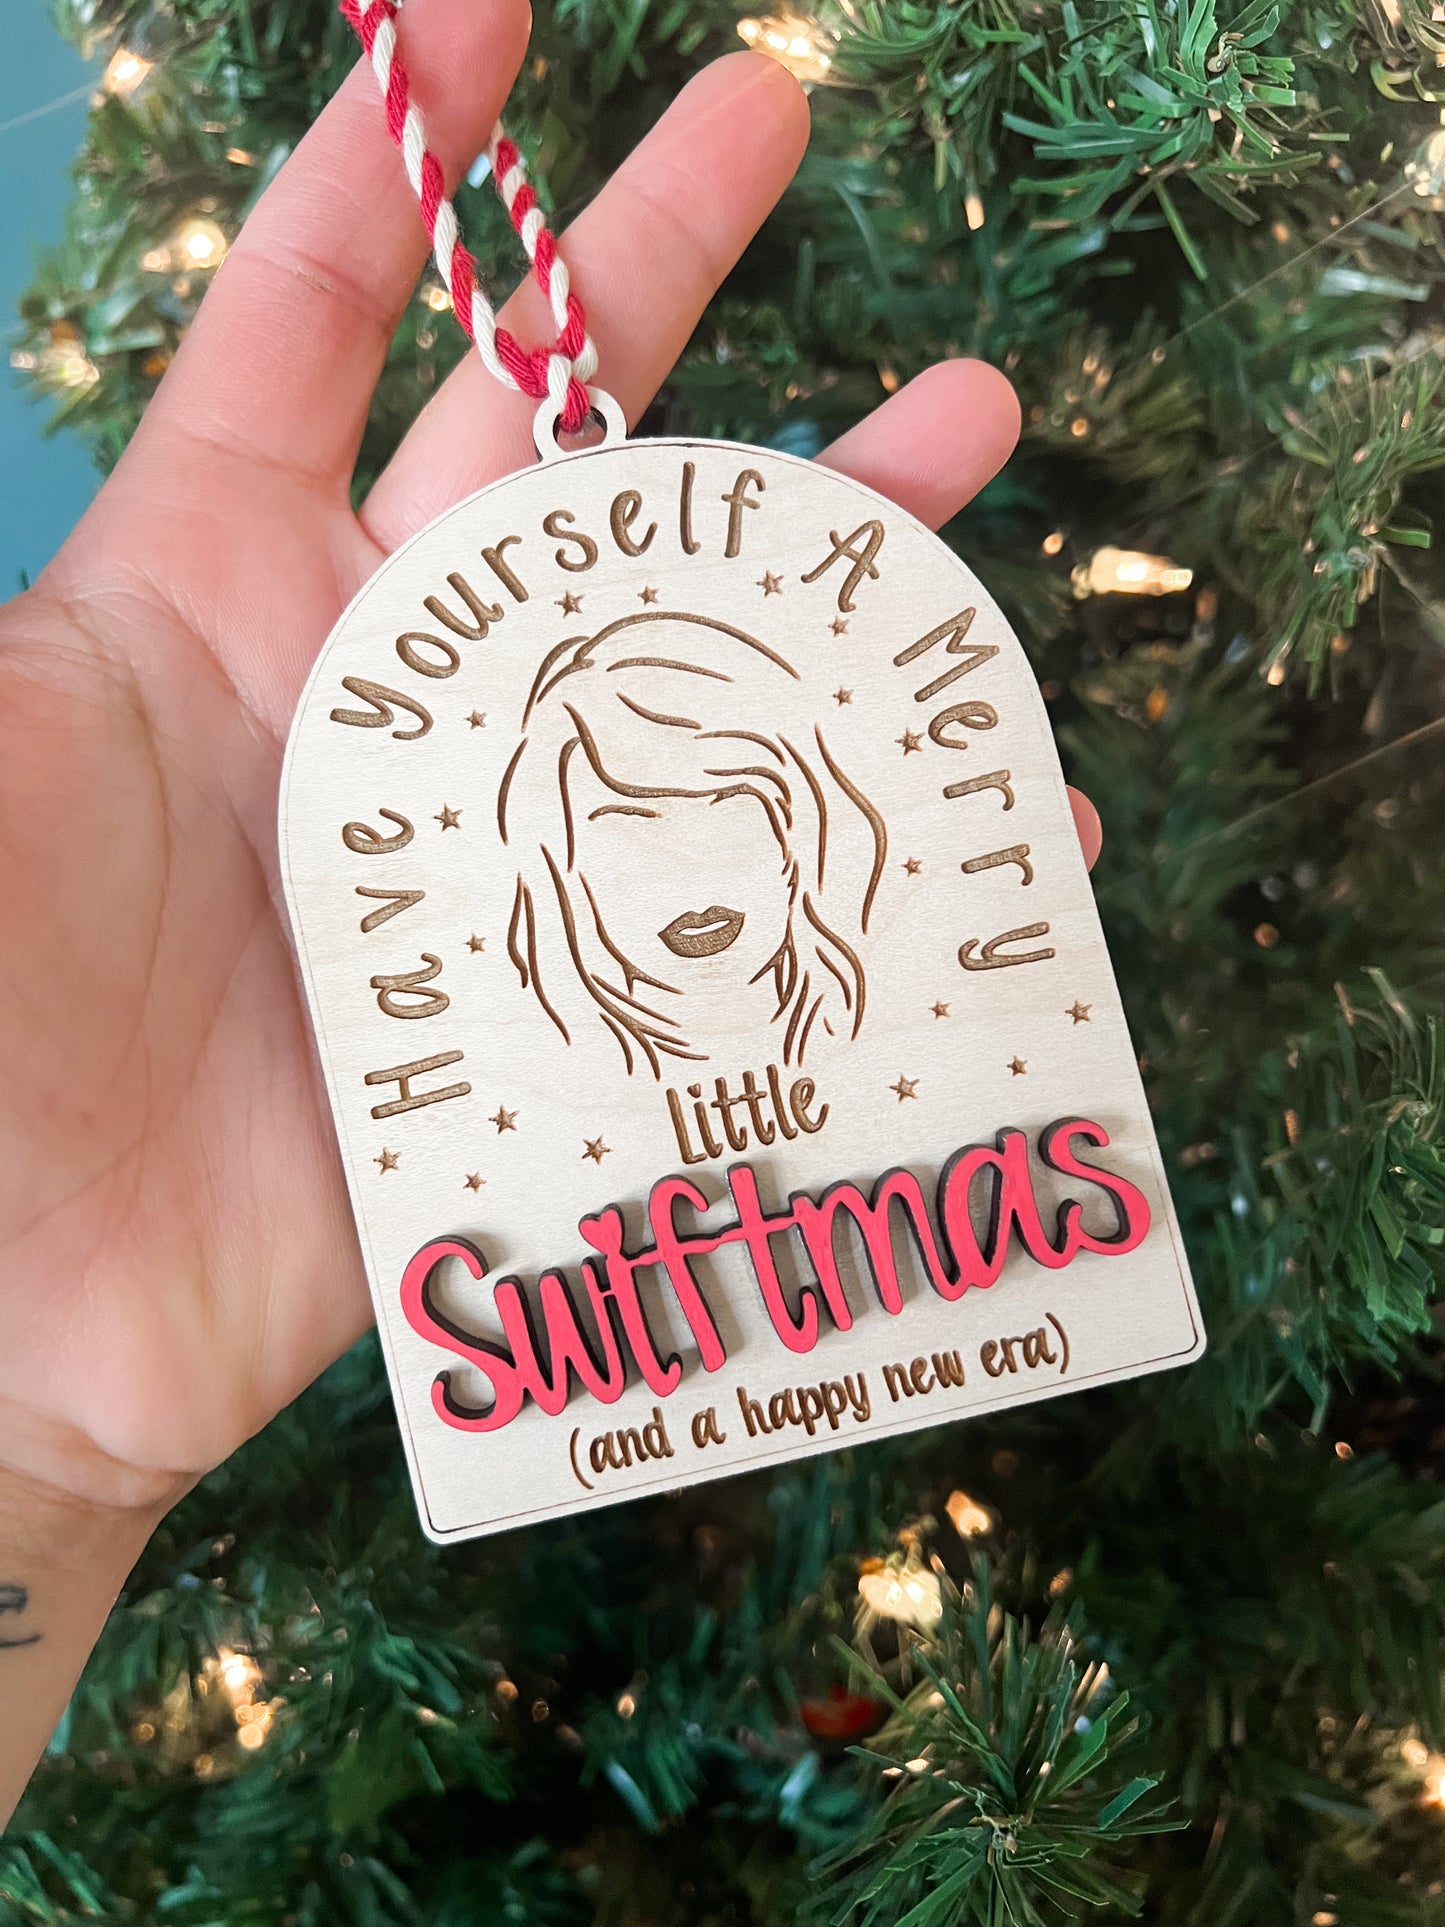 Have Yourself A Merry
little
Swiftmas
(and a happy new era)